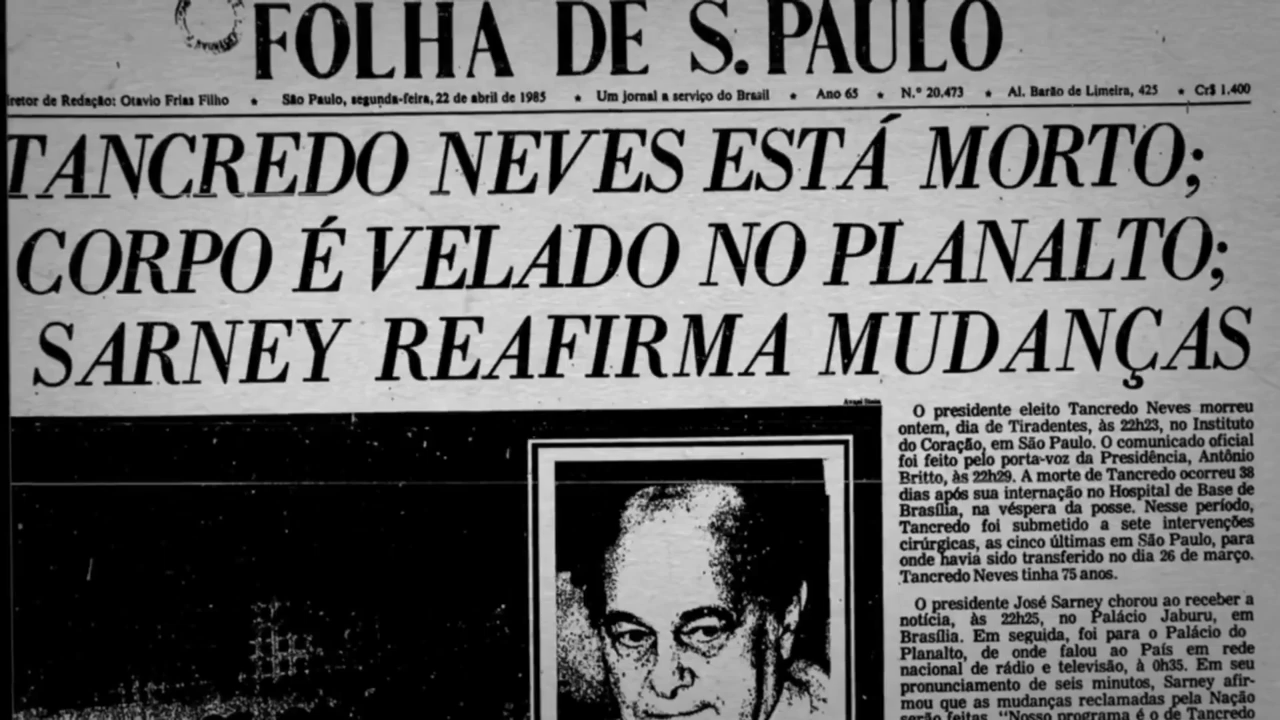 FOLHA DE S. PAULO
iretor de Redação: Otavio Frias Filho ★ São Paulo, segunda-feira, 22 de abril de 1985 ★ Um jornal a serviço do Brasil ★ Ano 65 ★ N.º 20.473 ★ Al. Barão de Limeira, 425 ★ Cr$ 1.400
TANCREDO NEVES ESTÁ MORTO;
CORPO É VELADO NO PLANALTO;
SARNEY REAFIRMA MUDANÇAS
O presidente eleito Tancredo Neves morreu
ontem, dia de Tiradentes, às 22h23, no Instituto
do Coração, em São Paulo. O comunicado oficial
foi feito pelo porta-voz da Presidência, Antônio
Britto, às 22h29. A morte de Tancredo ocorreu 38
dias após sua internação no Hospital de Base de
Brasília, na véspera da posse. Nesse período,
Tancredo foi submetido a sete intervenções
cirúrgicas, as cinco últimas em São Paulo, para
onde havia sido transferido no dia 26 de março.
Tancredo Neves tinha 75 anos.
O presidente José Sarney chorou ao receber a
notícia, às 22h25, no Palácio Jaburu, em
Brasília. Em seguida, foi para o Palácio do
Planalto, de onde falou ao País em rede
nacional de rádio e televisão, à 0h35. Em seu
pronunciamento de seis minutos, Sarney afir-
mou que as mudanças reclamadas pela Nação
serão feitas. "Nosso programa é o de Tancredo